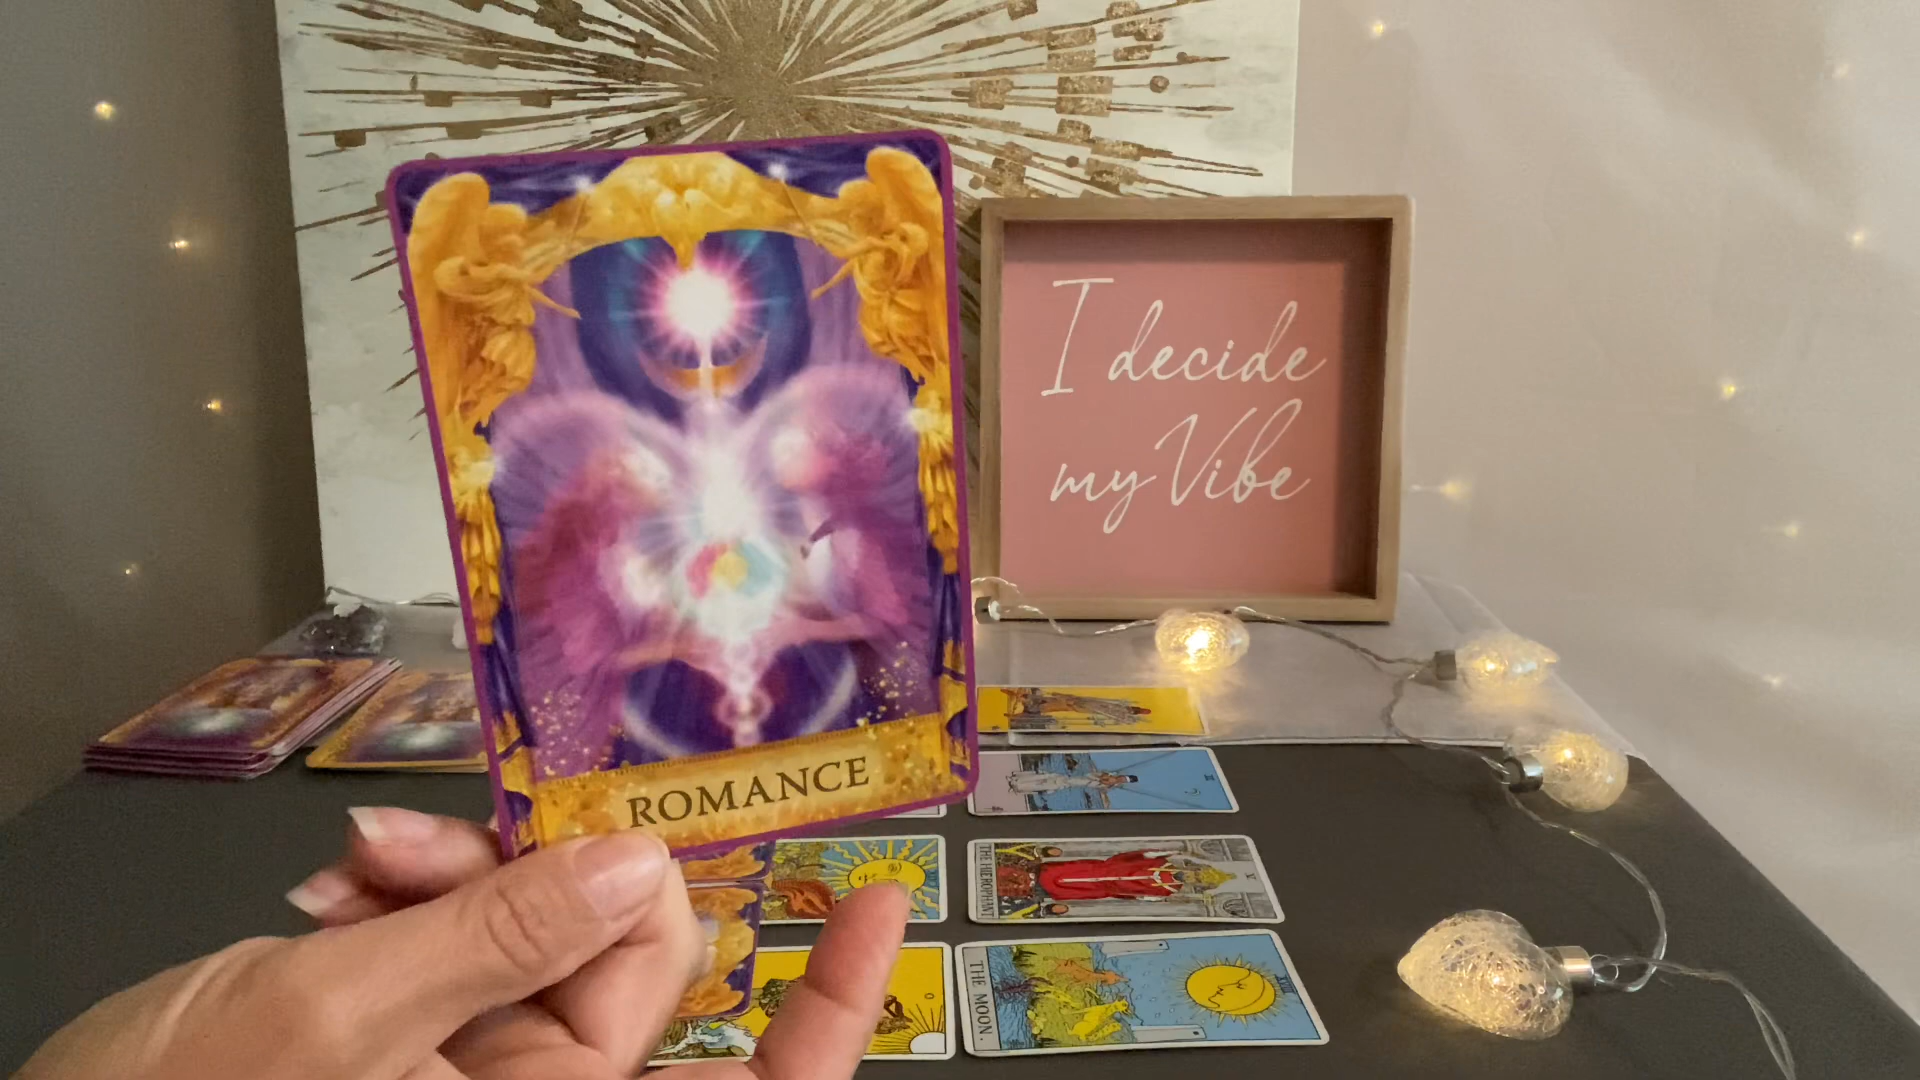 I decide
my Vibe
ROMANCE
THE HIEROPHANT
V
THE MOON.